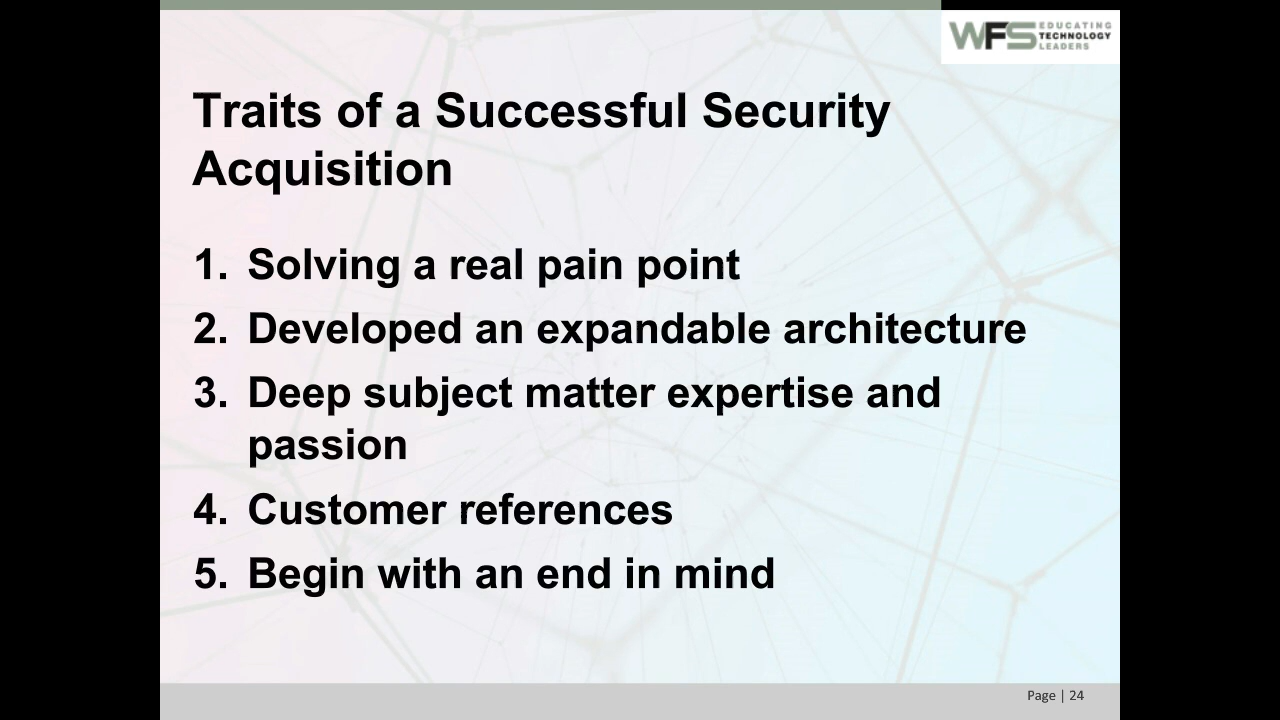 WFS
EDUCATING
TECHNOLOGY
LEADERS
Traits of a Successful Security
Acquisition
1. Solving a real pain point
2. Developed an expandable architecture
3. Deep subject matter expertise and
passion
4. Customer references
5. Begin with an end in mind
Page | 24